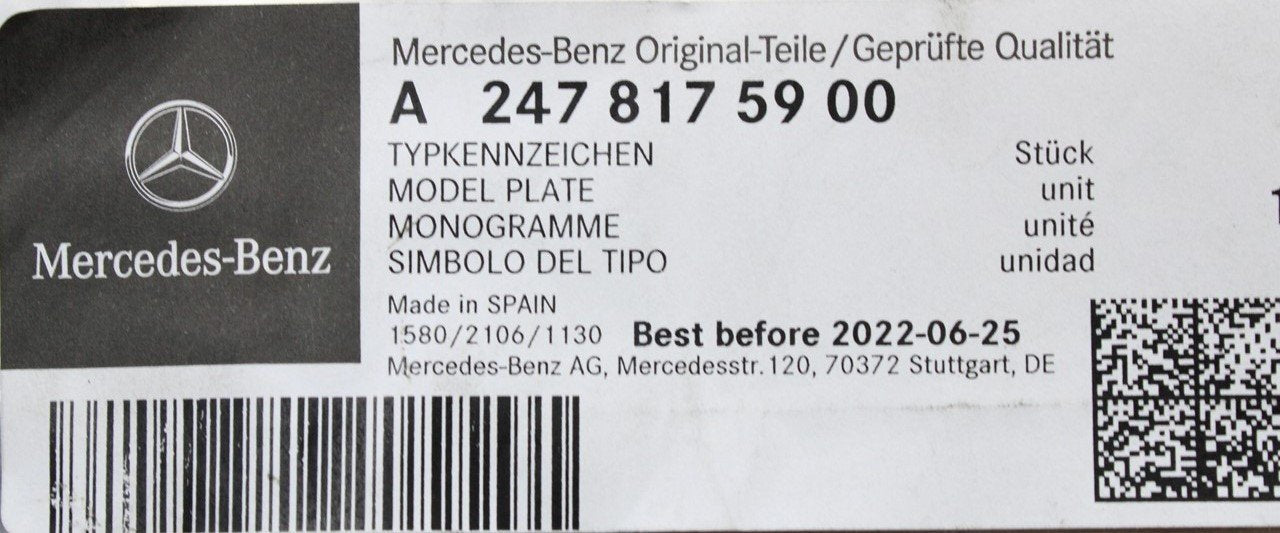 Mercedes-Benz
Mercedes-Benz Original-Teile/Geprüfte Qualität
A 247 817 59 00
TYPKENNZEICHEN Stück
MODEL PLATE unit
MONOGRAMME unité
SIMBOLO DEL TIPO unidad
Made in SPAIN
1580/2106/1130 Best before 2022-06-25
Mercedes-Benz AG, Mercedesstr. 120, 70372 Stuttgart, DE